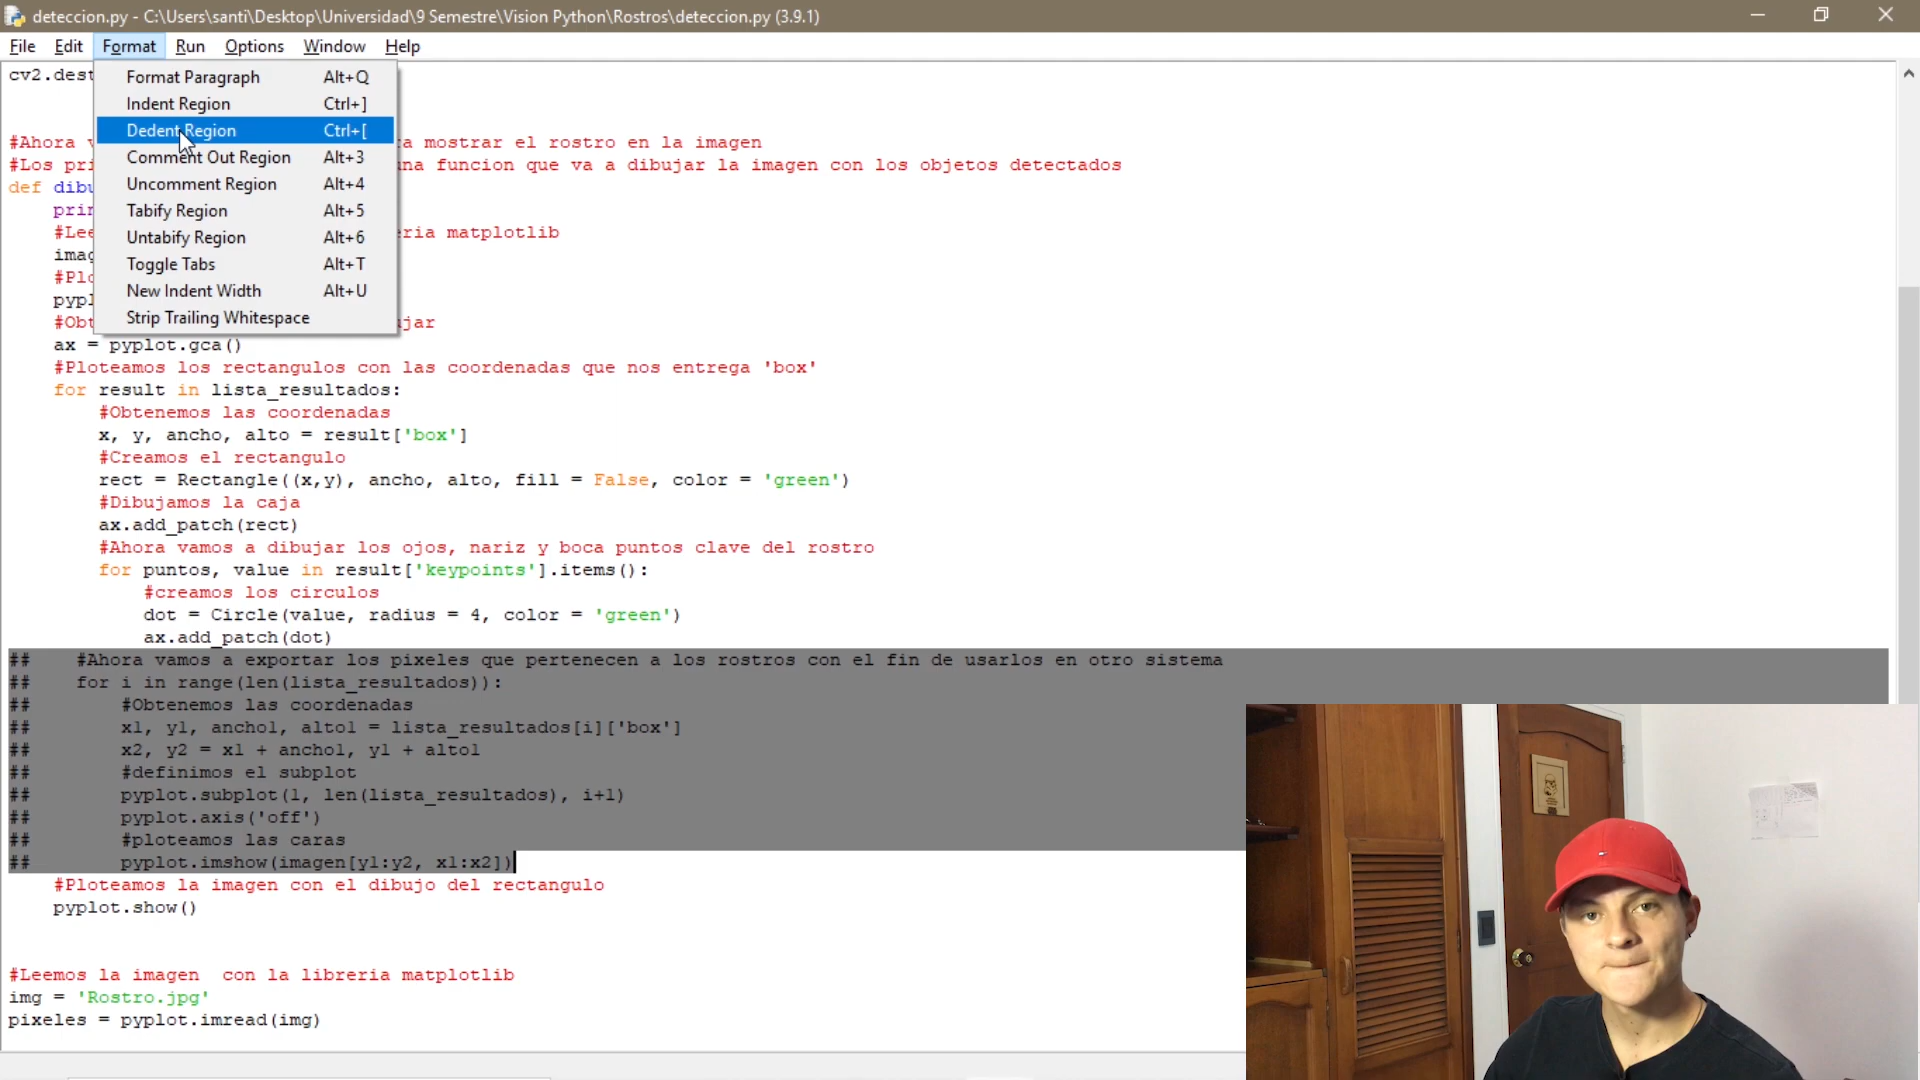 deteccion.py - C:\Users\santi\Desktop\Universidad\9 Semestre\Vision Python\Rostros\deteccion.py (3.9.1)
File Edit Format Run Options Window Help
cv2.dest
Format Paragraph Alt+Q
Indent Region Ctrl+]
Dedent Region Ctrl+[
Comment Out Region Alt+3
Uncomment Region Alt+4
Tabify Region Alt+5
Untabify Region Alt+6
Toggle Tabs Alt+T
New Indent Width Alt+U
Strip Trailing Whitespace
#Ahora v a mostrar el rostro en la imagen
#Los pri na funcion que va a dibujar la imagen con los objetos detectados
def dibu
prin
#Lee ria matplotlib
imag
#Plo
pypl
#Obt jar
ax = pyplot.gca()
#Ploteamos los rectangulos con las coordenadas que nos entrega 'box'
for result in lista_resultados:
#Obtenemos las coordenadas
x, y, ancho, alto = result['box']
#Creamos el rectangulo
rect = Rectangle((x,y), ancho, alto, fill = False, color = 'green')
#Dibujamos la caja
ax.add_patch(rect)
#Ahora vamos a dibujar los ojos, nariz y boca puntos clave del rostro
for puntos, value in result['keypoints'].items():
#creamos los circulos
dot = Circle(value, radius = 4, color = 'green')
ax.add_patch(dot)
## #Ahora vamos a exportar los pixeles que pertenecen a los rostros con el fin de usarlos en otro sistema
## for i in range(len(lista_resultados)):
## #Obtenemos las coordenadas
## x1, y1, ancho1, alto1 = lista_resultados[i]['box']
## x2, y2 = x1 + ancho1, y1 + alto1
## #definimos el subplot
## pyplot.subplot(1, len(lista_resultados), i+1)
## pyplot.axis('off')
## #ploteamos las caras
## pyplot.imshow(imagen[y1:y2, x1:x2])
#Ploteamos la imagen con el dibujo del rectangulo
pyplot.show()
#Leemos la imagen  con la libreria matplotlib
img = 'Rostro.jpg'
pixeles = pyplot.imread(img)